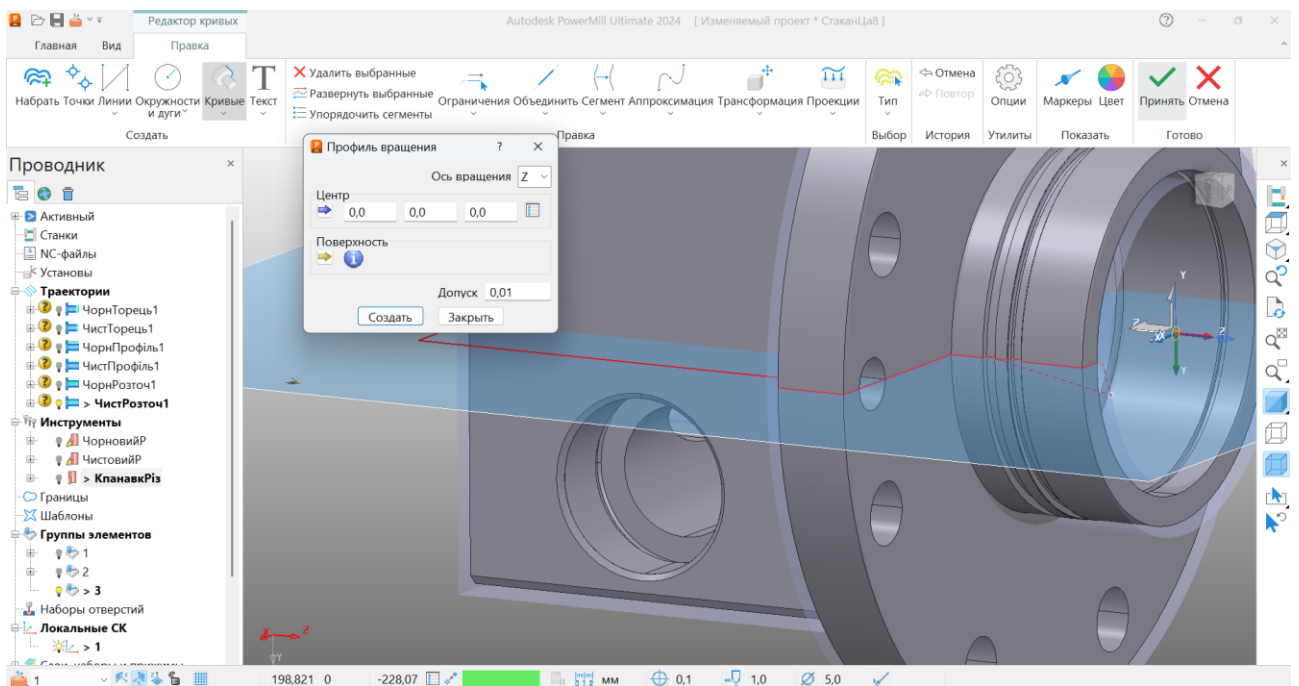 Редактор кривых
Autodesk PowerMill Ultimate 2024 [ Изменяемый проект * СтаканЦа8 ]
Главная Вид Правка
Набрать Точки Линии Окружности и дуги Кривые Текст
Удалить выбранные
Развернуть выбранные
Упорядочить сегменты
Ограничения Объединить Сегмент Аппроксимация Трансформация Проекции
Тип
Отмена
Повтор
Опции
Маркеры Цвет
Принять Отмена
Создать Правка Выбор История Утилиты Показать Готово
Проводник
Активный
Станки
NC-файлы
Установы
Траектории
ЧорнТорець1
ЧистТорець1
ЧорнПрофіль1
ЧистПрофіль1
ЧорнРозточ1
> ЧистРозточ1
Инструменты
ЧорновийР
ЧистовийР
> КпанавкРіз
Границы
Шаблоны
Группы элементов
1
2
> 3
Наборы отверстий
Локальные СК
> 1
Слои, наборы и прижимы
Профиль вращения ? ×
Ось вращения Z
Центр
0,0 0,0 0,0
Поверхность
Допуск 0,01
Создать Закрыть
Y
Z Z
Y
X Z
Y
1 198,821 0 -228,07 мм 0,1 1,0 5,0